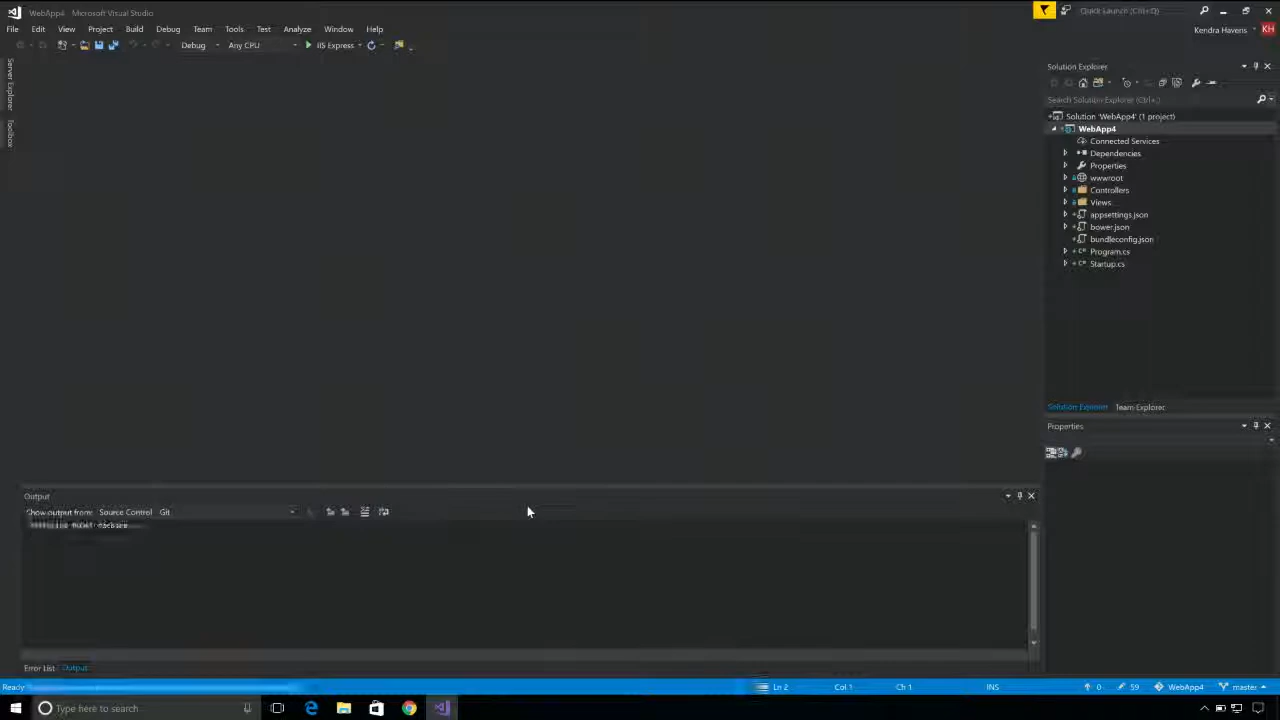 WebApp4 - Microsoft Visual Studio
Quick Launch (Ctrl+Q)
File Edit View Project Build Debug Team Tools Test Analyze Window Help
Kendra Havens KH
Debug Any CPU IIS Express
Server Explorer
Toolbox
Solution Explorer
Search Solution Explorer (Ctrl+;)
Solution 'WebApp4' (1 project)
WebApp4
Connected Services
Dependencies
Properties
wwwroot
Controllers
Views
appsettings.json
bower.json
bundleconfig.json
Program.cs
Startup.cs
Solution Explorer Team Explorer
Properties
Output
Show output from: Source Control - Git
Error List Output
Ready Ln 2 Col 1 Ch 1 INS 0 59 WebApp4 master
Type here to search